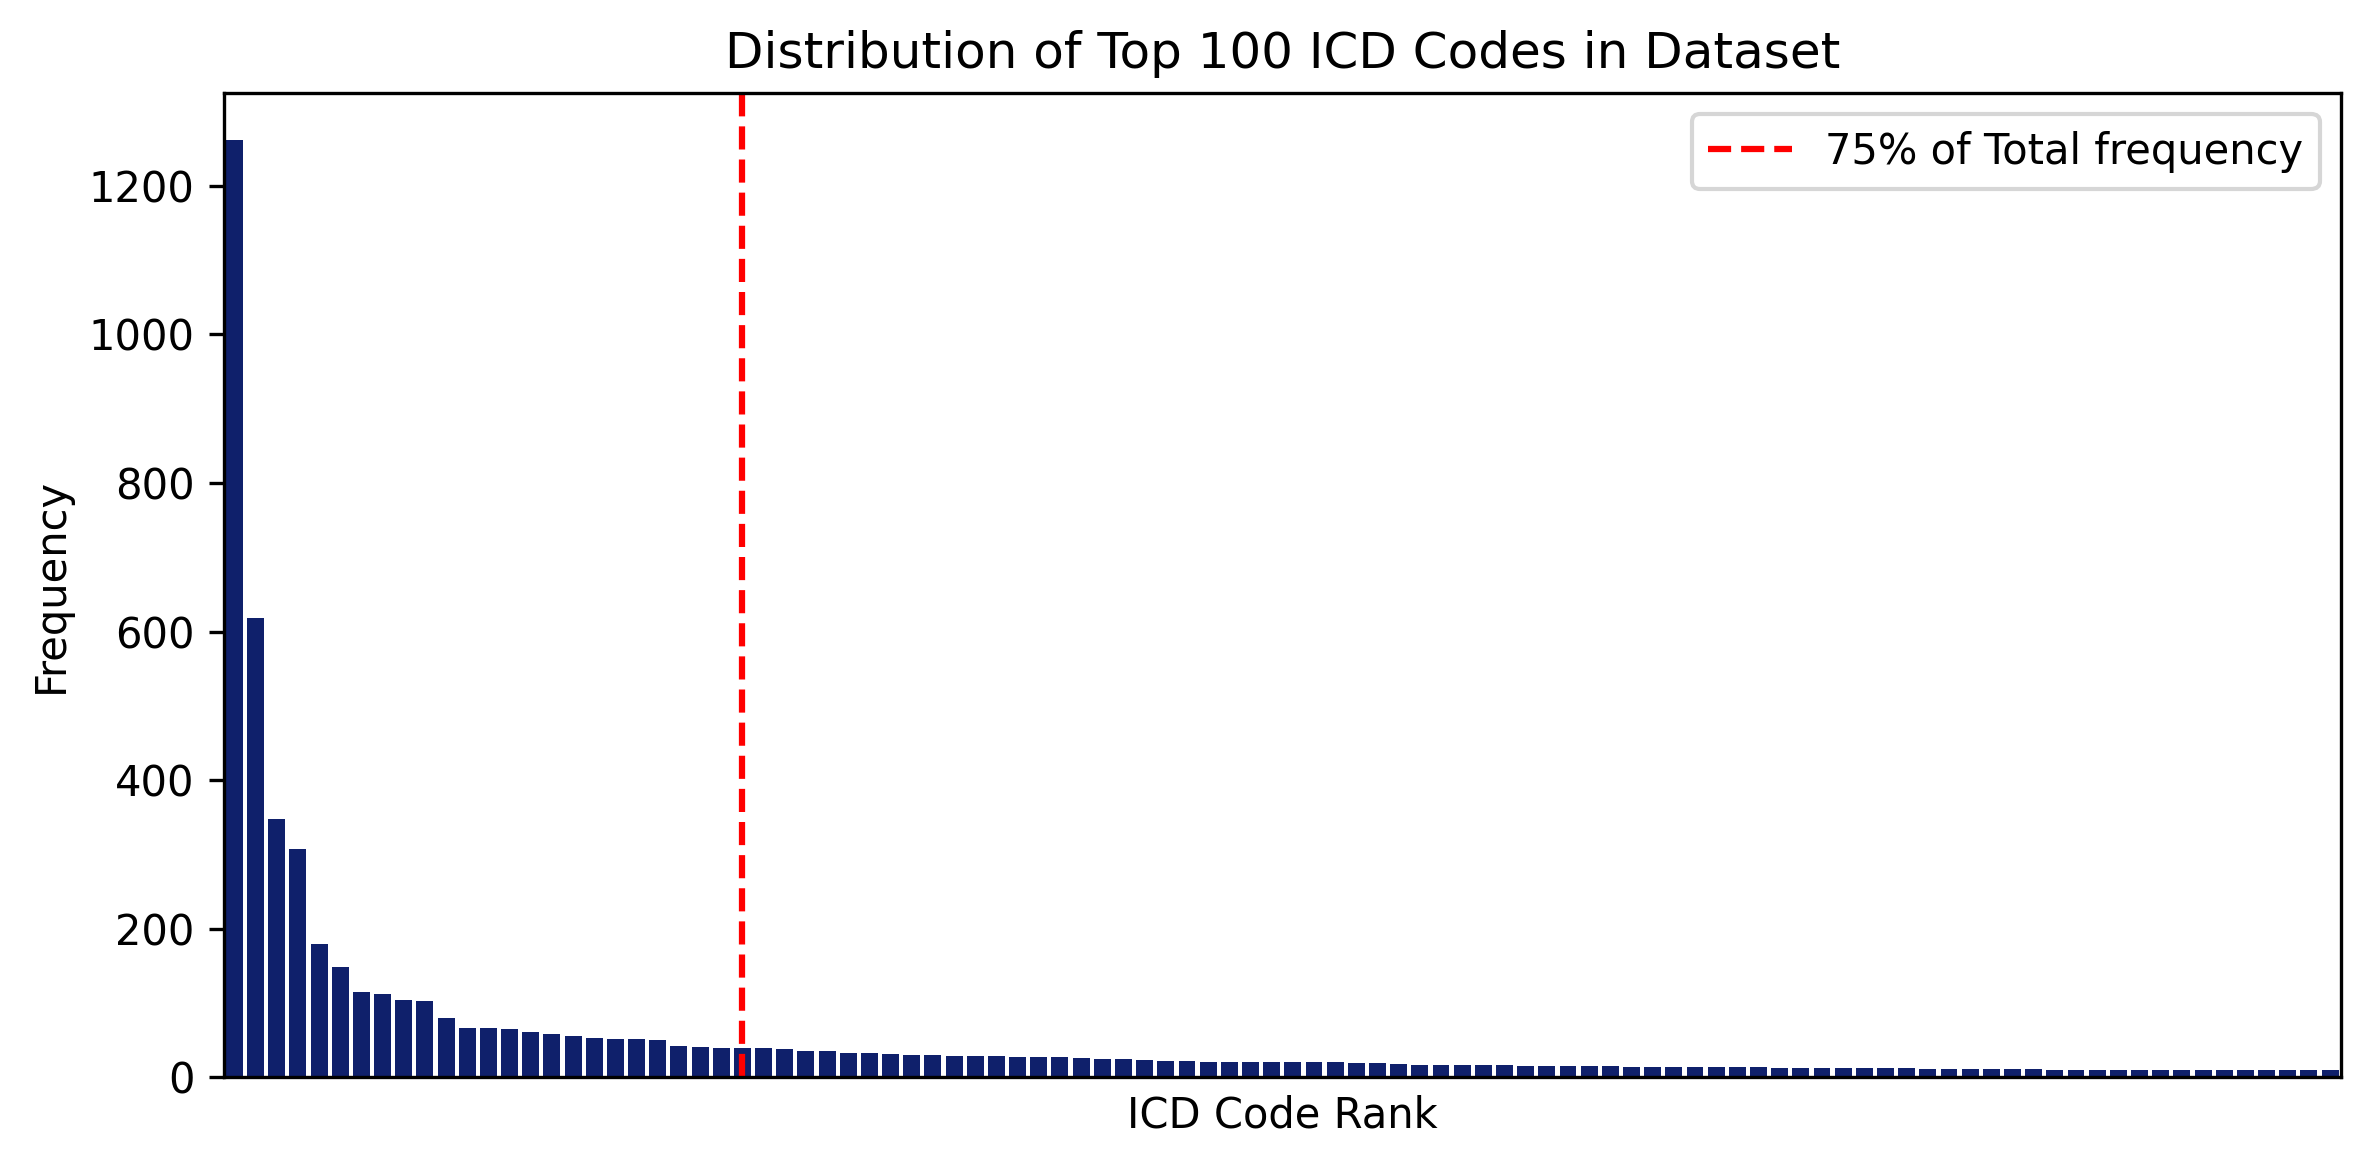 Distribution of Top 100 ICD Codes in Dataset
75% of Total frequency
1200
1000
800
600
400
200
0
Frequency
ICD Code Rank